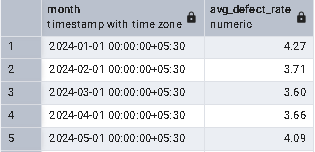 month avg_defect_rate
timestamp with time zone numeric
1 2024-01-01 00:00:00+05:30 4.27
2 2024-02-01 00:00:00+05:30 3.71
3 2024-03-01 00:00:00+05:30 3.60
4 2024-04-01 00:00:00+05:30 3.66
5 2024-05-01 00:00:00+05:30 4.09